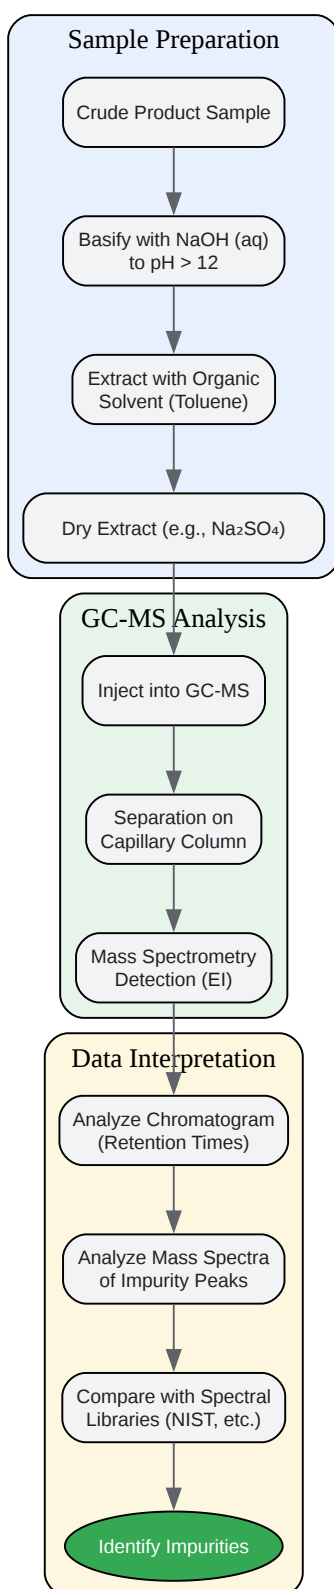 Sample Preparation
Crude Product Sample
Basify with NaOH (aq)
to pH > 12
Extract with Organic
Solvent (Toluene)
Dry Extract (e.g., Na₂SO₄)
GC-MS Analysis
Inject into GC-MS
Separation on
Capillary Column
Mass Spectrometry
Detection (EI)
Data Interpretation
Analyze Chromatogram
(Retention Times)
Analyze Mass Spectra
of Impurity Peaks
Compare with Spectral
Libraries (NIST, etc.)
Identify Impurities